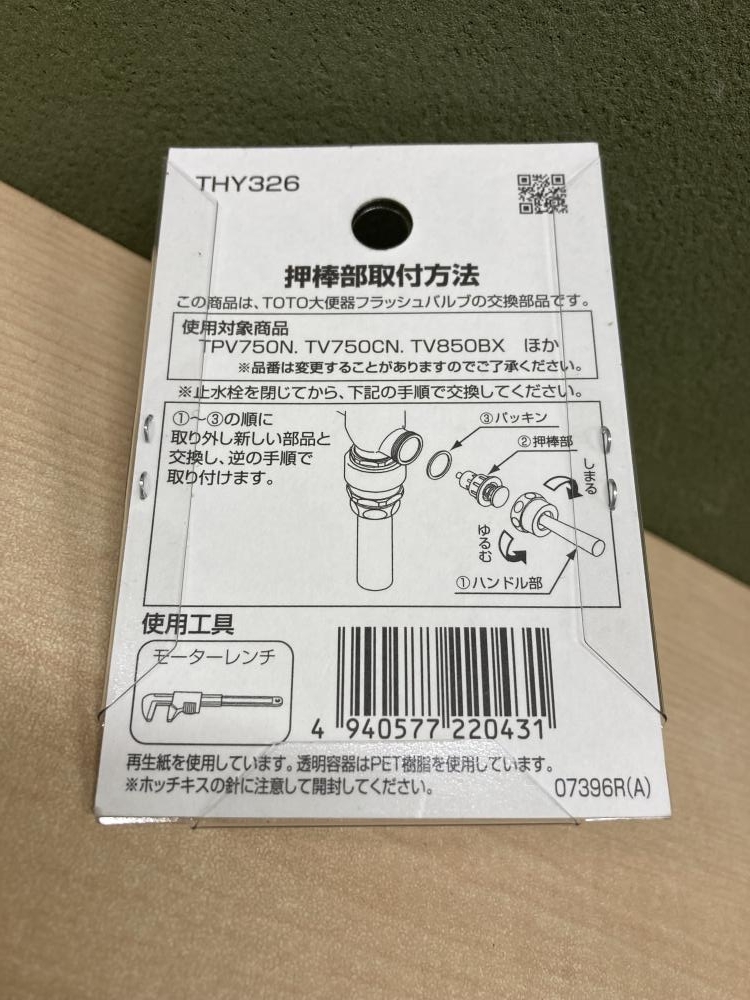 THY326
押棒部取付方法
この商品は、TOTO大便器フラッシュバルブの交換部品です。
使用対象商品
TPV750N. TV750CN. TV850BX ほか
※品番は変更することがありますのでご了承ください。
※止水栓を閉じてから、下記の手順で交換してください。
①～③の順に
取り外し新しい部品と
交換し、逆の手順で
取り付けます。
③パッキン
②押棒部
しまる
ゆるむ
①ハンドル部
使用工具
モーターレンチ
4 940577 220431
再生紙を使用しています。透明容器はPET樹脂を使用しています。
※ホッチキスの針に注意して開封してください。
07396R(A)